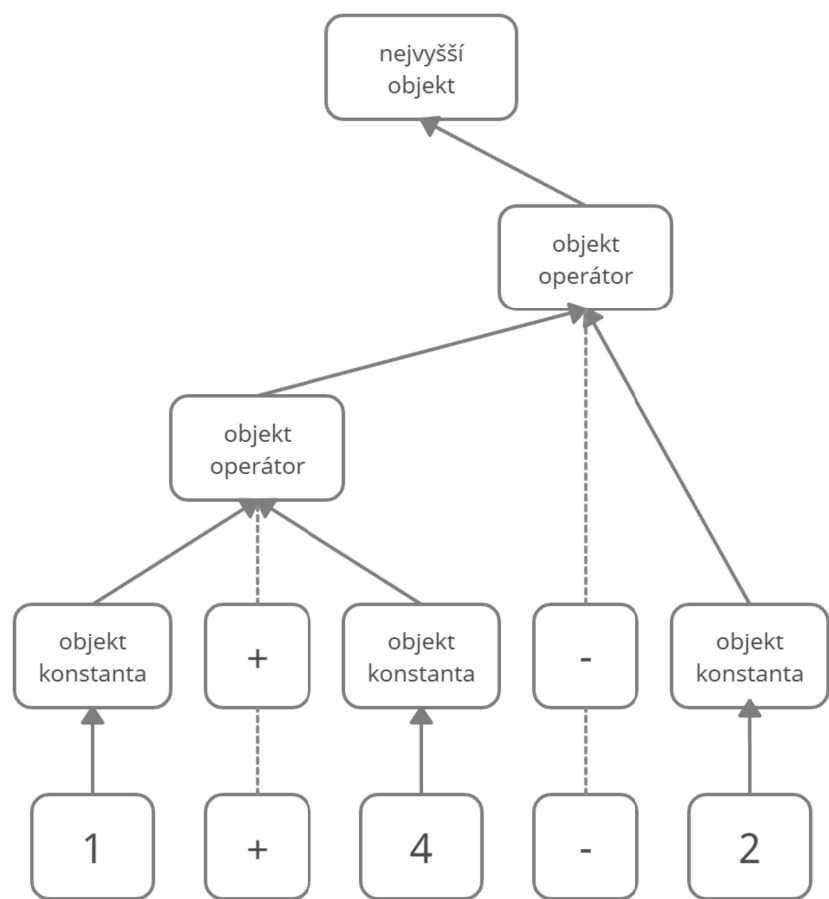 nejvyšší
objekt
objekt
operátor
objekt
operátor
objekt
konstanta
+
objekt
konstanta
-
objekt
konstanta
1
+
4
-
2